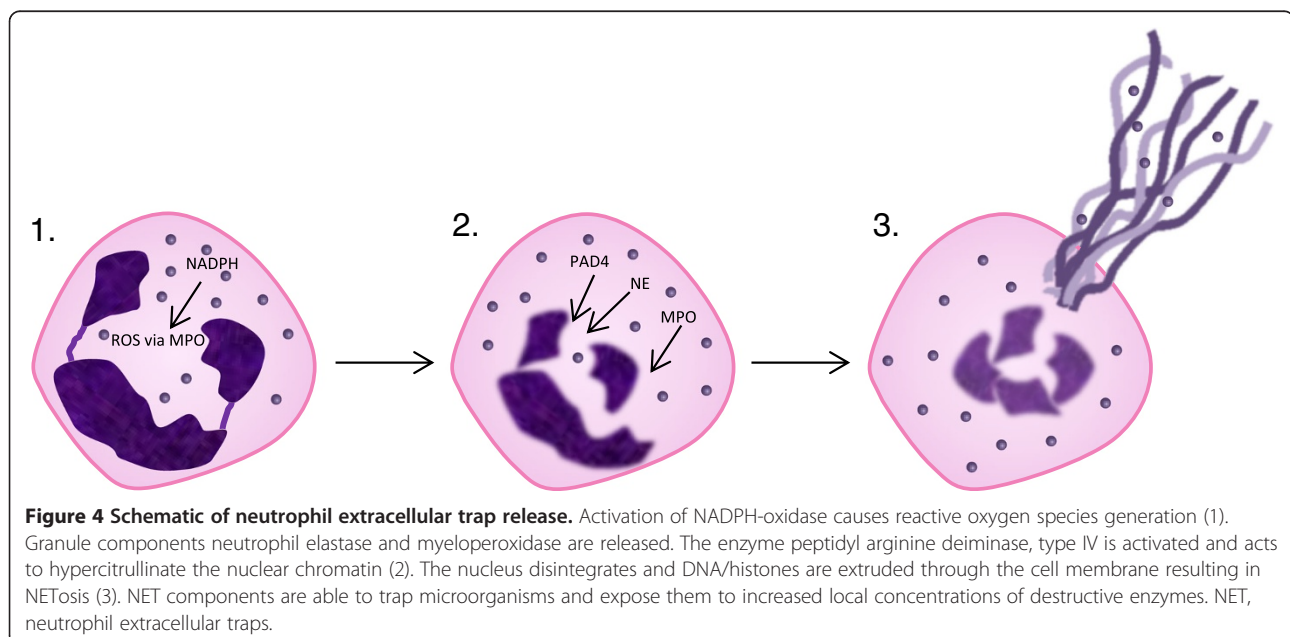 1.
NADPH
ROS via MPO
2.
PAD4
NE
MPO
3.
Figure 4 Schematic of neutrophil extracellular trap release. Activation of NADPH-oxidase causes reactive oxygen species generation (1).
Granule components neutrophil elastase and myeloperoxidase are released. The enzyme peptidyl arginine deiminase, type IV is activated and acts
to hypercitrullinate the nuclear chromatin (2). The nucleus disintegrates and DNA/histones are extruded through the cell membrane resulting in
NETosis (3). NET components are able to trap microorganisms and expose them to increased local concentrations of destructive enzymes. NET,
neutrophil extracellular traps.